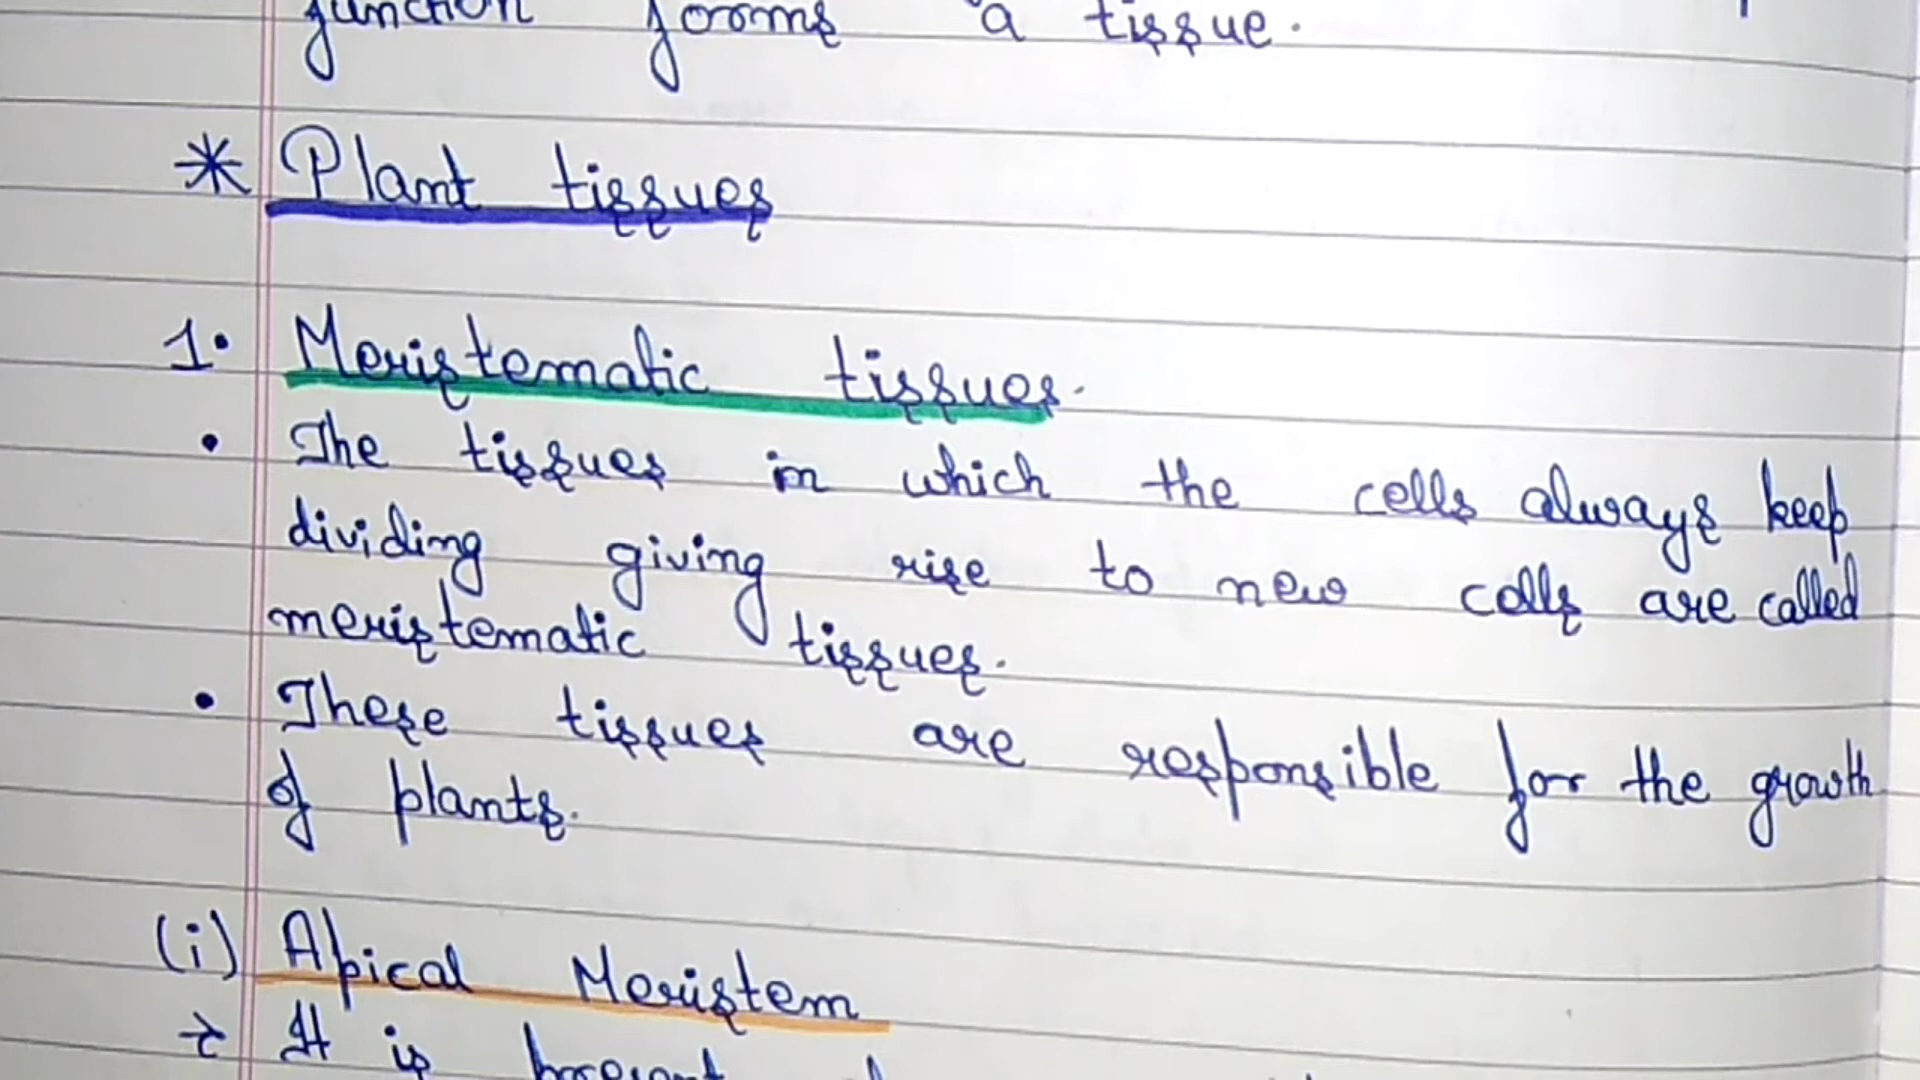 function forms a tissue.
* Plant tissues
1. Meristematic tissues.
• The tissues in which the cells always keep
dividing giving rise to new cells are called
meristematic tissues.
• These tissues are responsible for the growth
of plants.
(i) Apical Meristem
It is present